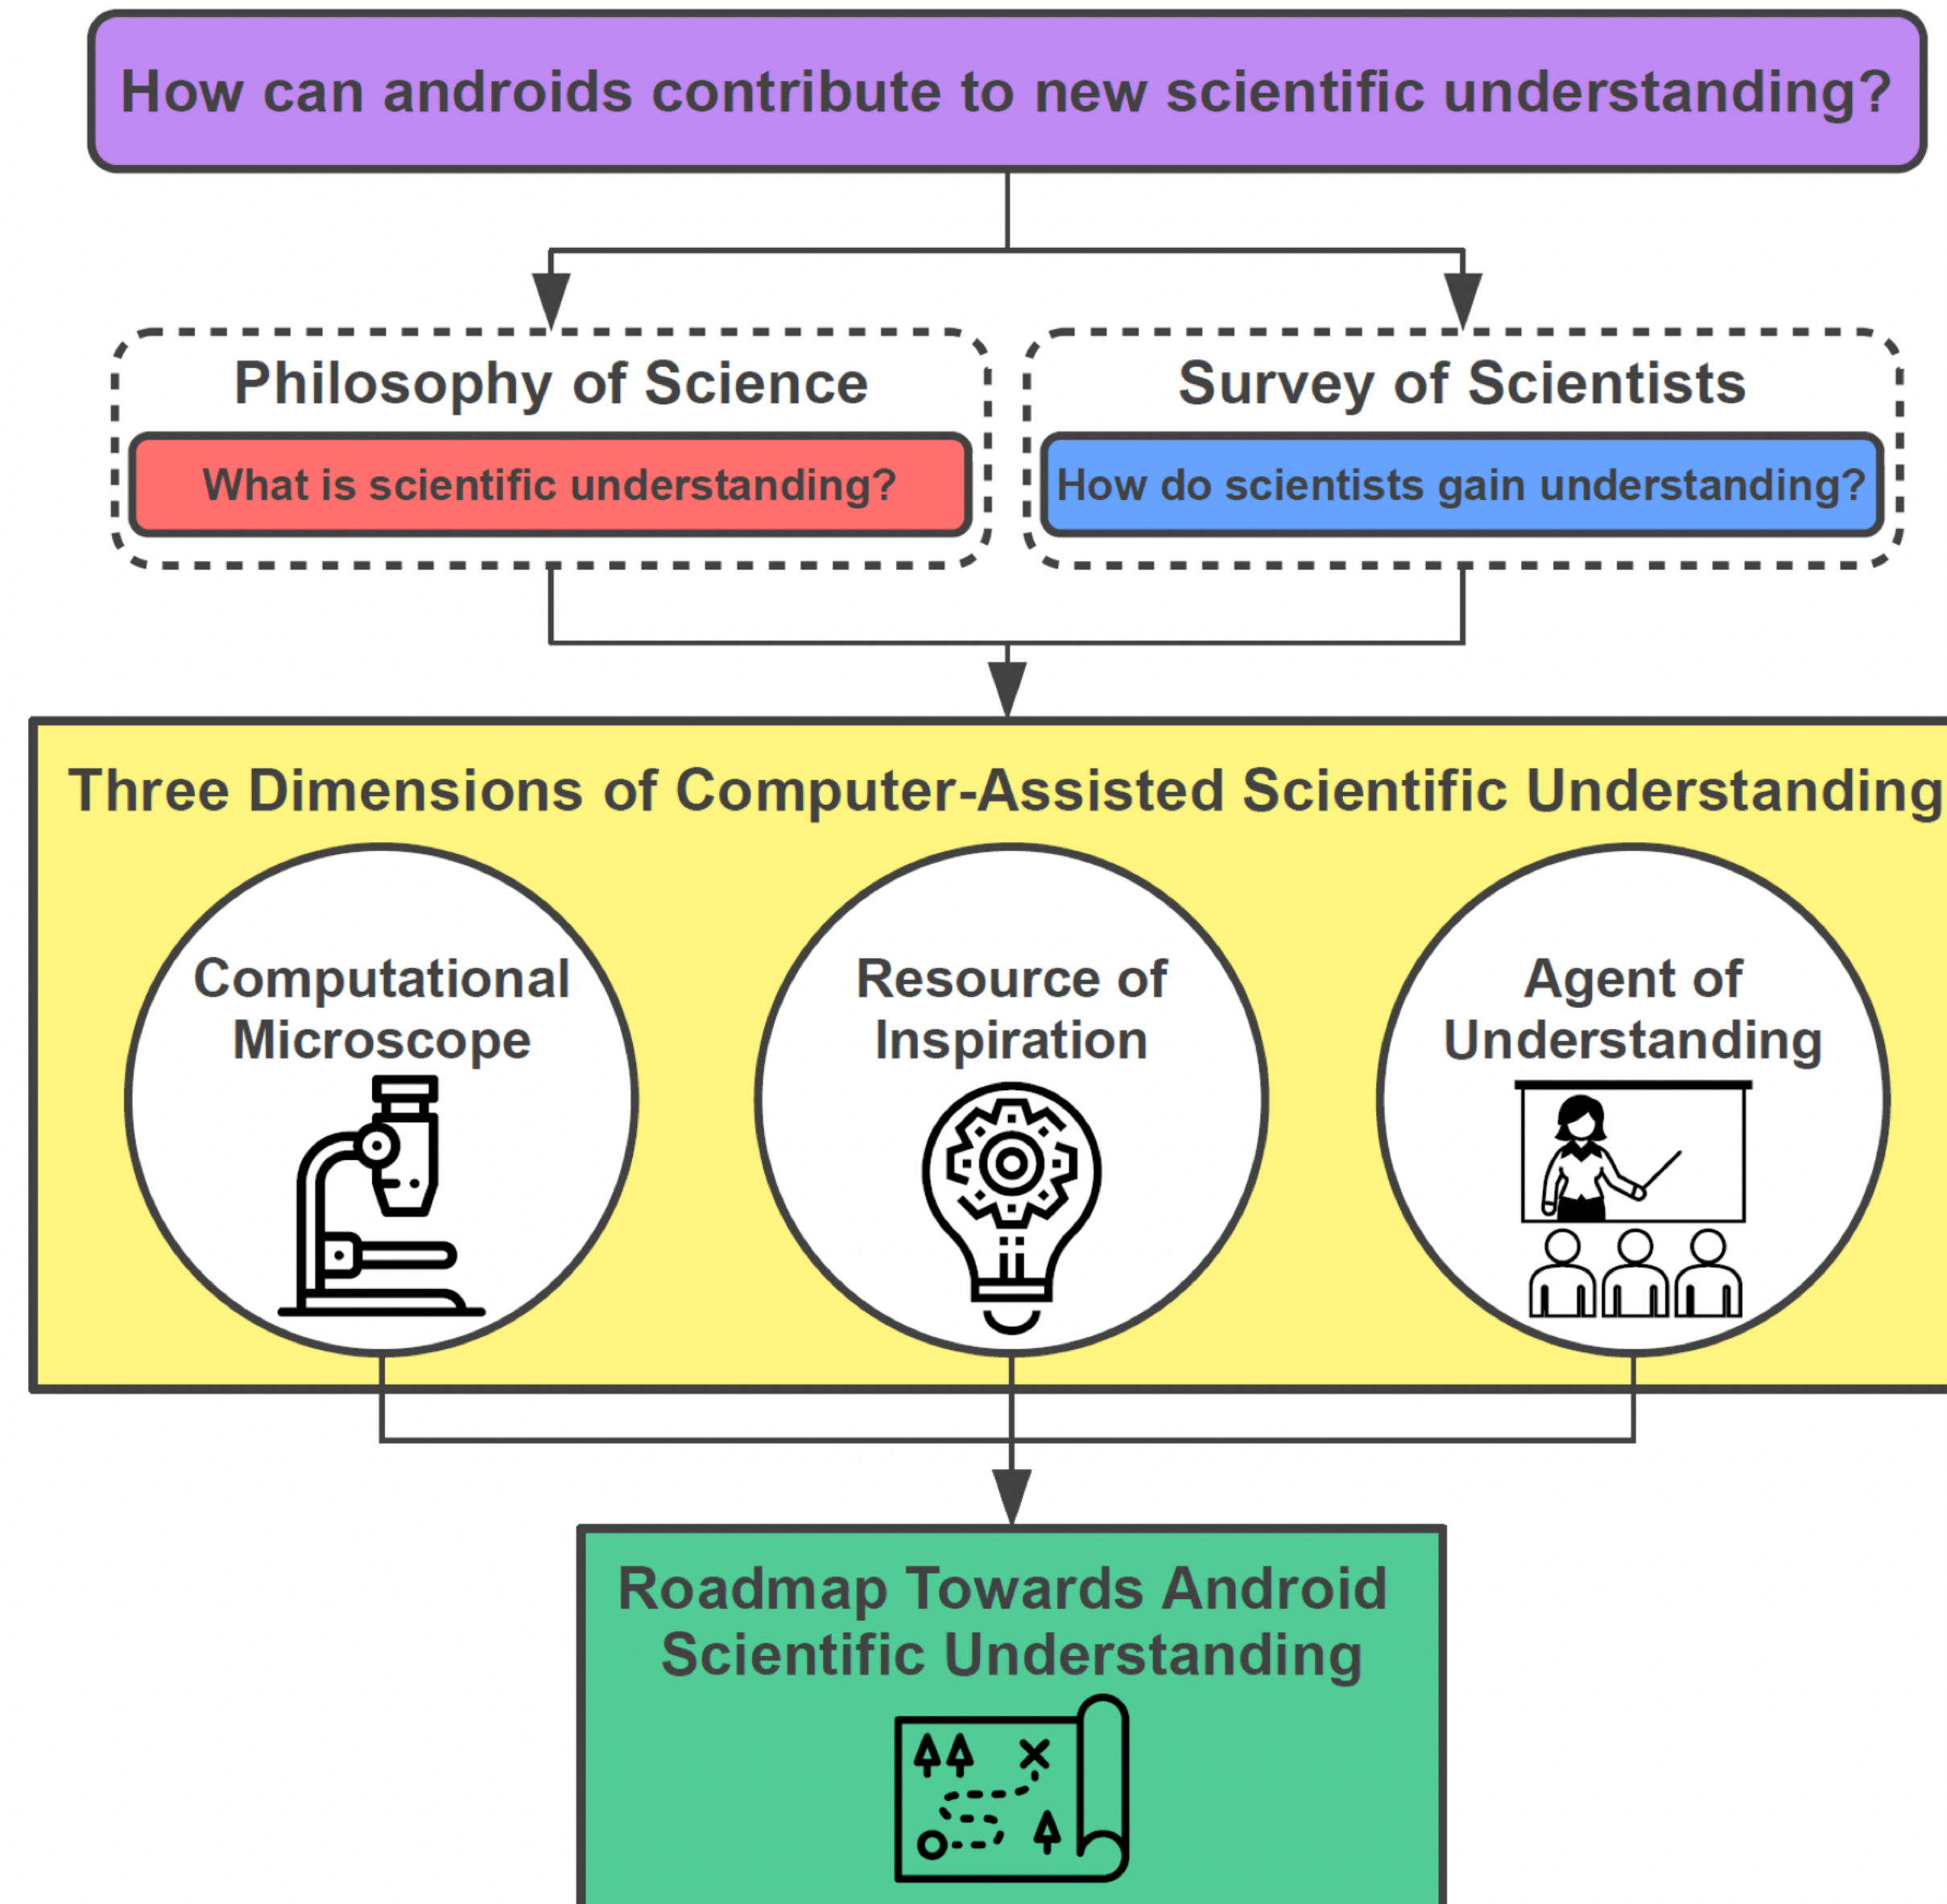 How can androids contribute to new scientific understanding?
Philosophy of Science
What is scientific understanding?
Survey of Scientists
How do scientists gain understanding?
Three Dimensions of Computer-Assisted Scientific Understanding
Computational
Microscope
Resource of
Inspiration
Agent of
Understanding
Roadmap Towards Android
Scientific Understanding